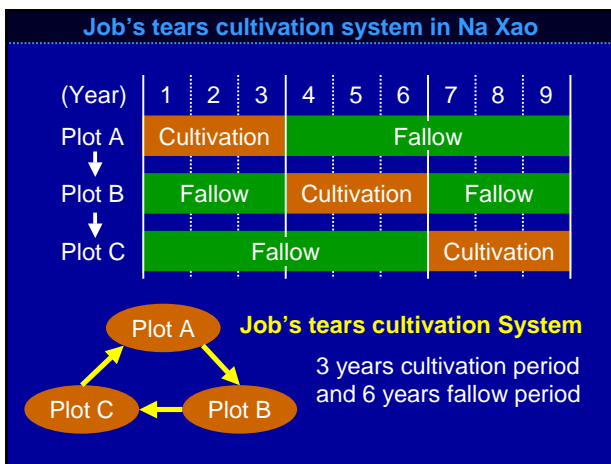 Job's tears cultivation system in Na Xao
(Year) 1 2 3 4 5 6 7 8 9
Plot A Cultivation Fallow
Plot B Fallow Cultivation Fallow
Plot C Fallow Cultivation
Plot A
Job's tears cultivation System
3 years cultivation period
and 6 years fallow period
Plot C Plot B